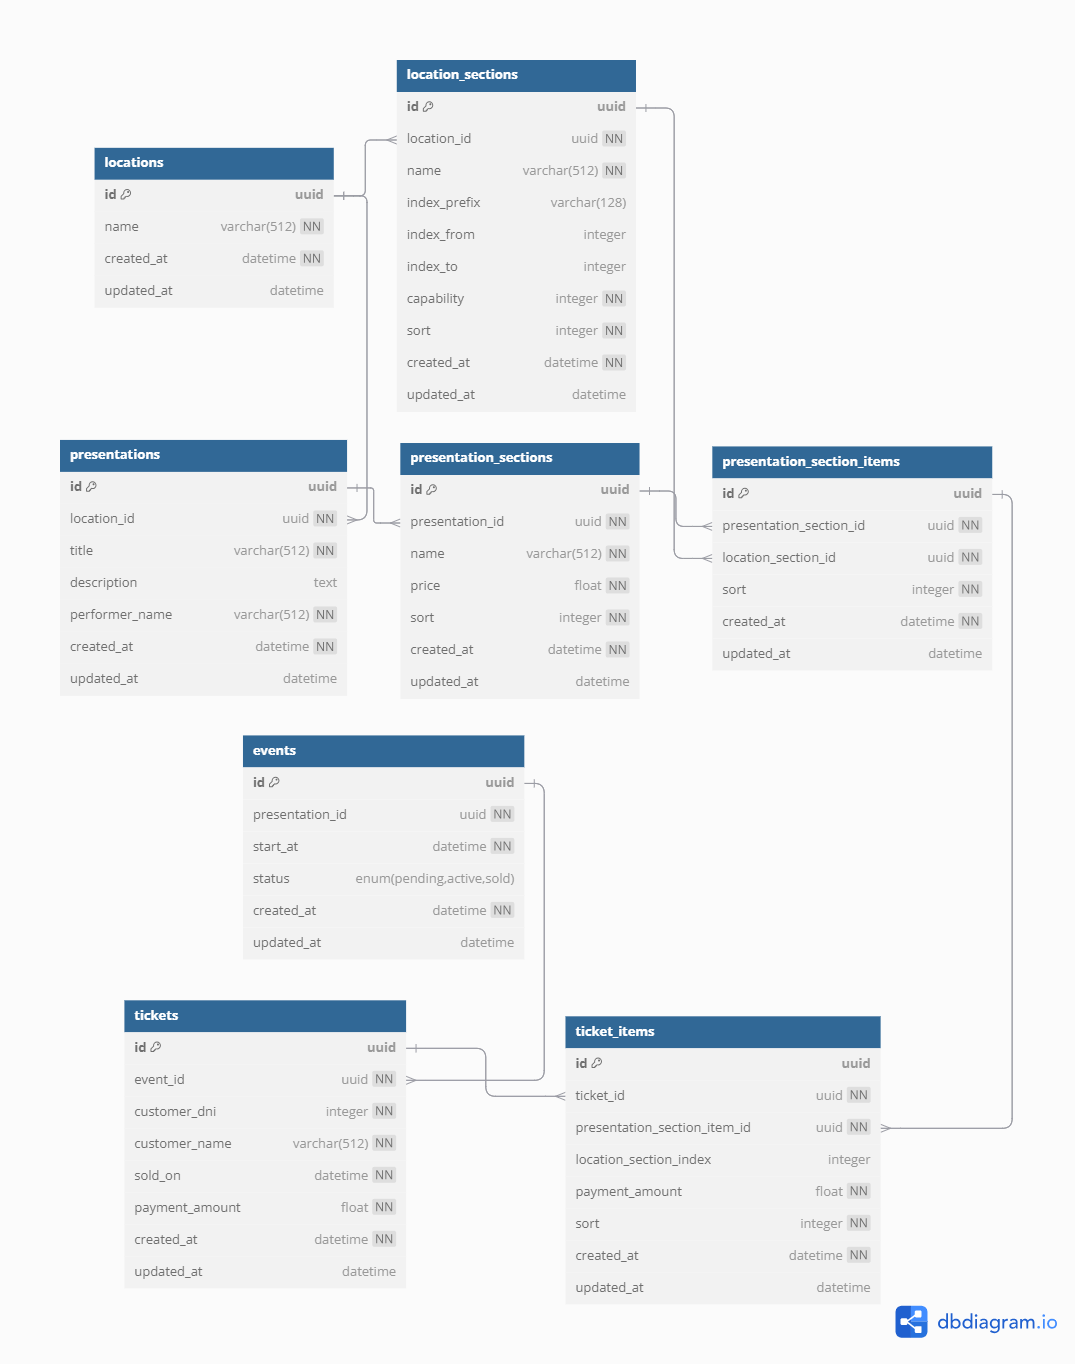 location_sections
id uuid
location_id uuid NN
name varchar(512) NN
index_prefix varchar(128)
index_from integer
index_to integer
capability integer NN
sort integer NN
created_at datetime NN
updated_at datetime
locations
id uuid
name varchar(512) NN
created_at datetime NN
updated_at datetime
presentations
id uuid
location_id uuid NN
title varchar(512) NN
description text
performer_name varchar(512) NN
created_at datetime NN
updated_at datetime
presentation_sections
id uuid
presentation_id uuid NN
name varchar(512) NN
price float NN
sort integer NN
created_at datetime NN
updated_at datetime
presentation_section_items
id uuid
presentation_section_id uuid NN
location_section_id uuid NN
sort integer NN
created_at datetime NN
updated_at datetime
events
id uuid
presentation_id uuid NN
start_at datetime NN
status enum(pending,active,sold)
created_at datetime NN
updated_at datetime
tickets
id uuid
event_id uuid NN
customer_dni integer NN
customer_name varchar(512) NN
sold_on datetime NN
payment_amount float NN
created_at datetime NN
updated_at datetime
ticket_items
id uuid
ticket_id uuid NN
presentation_section_item_id uuid NN
location_section_index integer
payment_amount float NN
sort integer NN
created_at datetime NN
updated_at datetime
dbdiagram.io